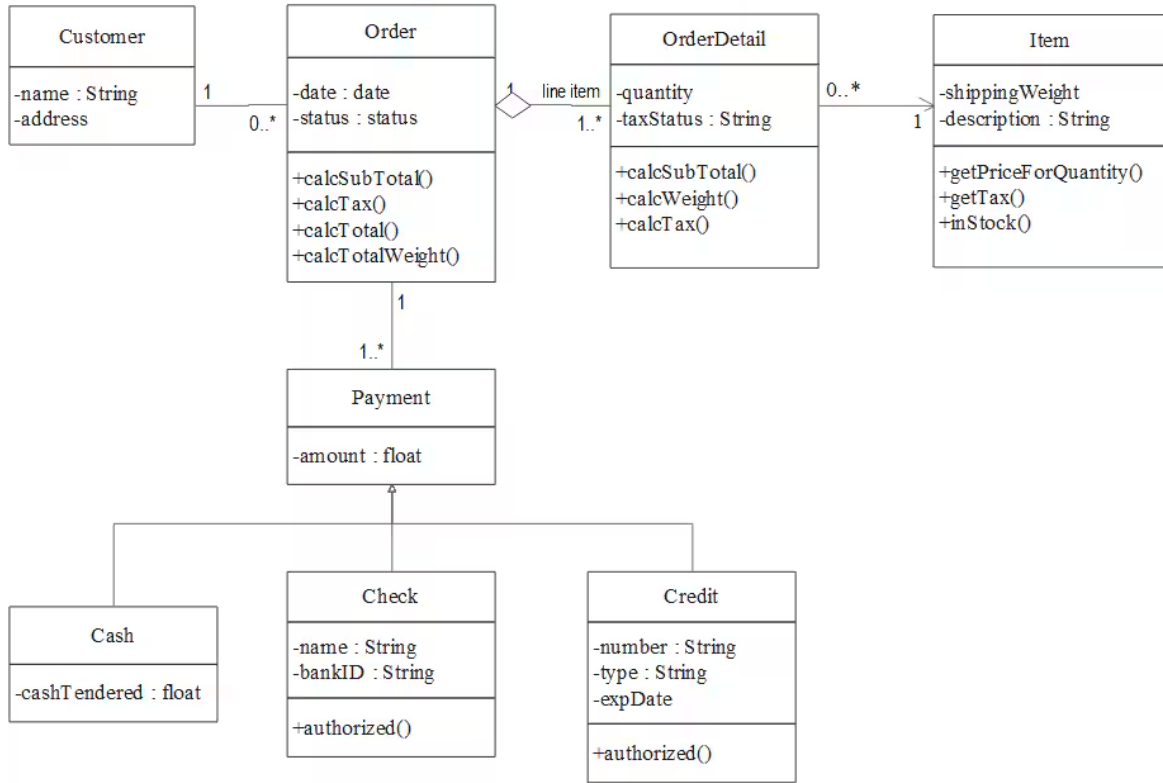 Customer
-name : String
-address
1
0..*
Order
-date : date
-status : status
+calcSubTotal()
+calcTax()
+calcTotal()
+calcTotalWeight()
1
line item
1..*
OrderDetail
-quantity
-taxStatus : String
+calcSubTotal()
+calcWeight()
+calcTax()
0..*
1
Item
-shippingWeight
-description : String
+getPriceForQuantity()
+getTax()
+inStock()
1
1..*
Payment
-amount : float
Cash
-cashTendered : float
Check
-name : String
-bankID : String
+authorized()
Credit
-number : String
-type : String
-expDate
+authorized()